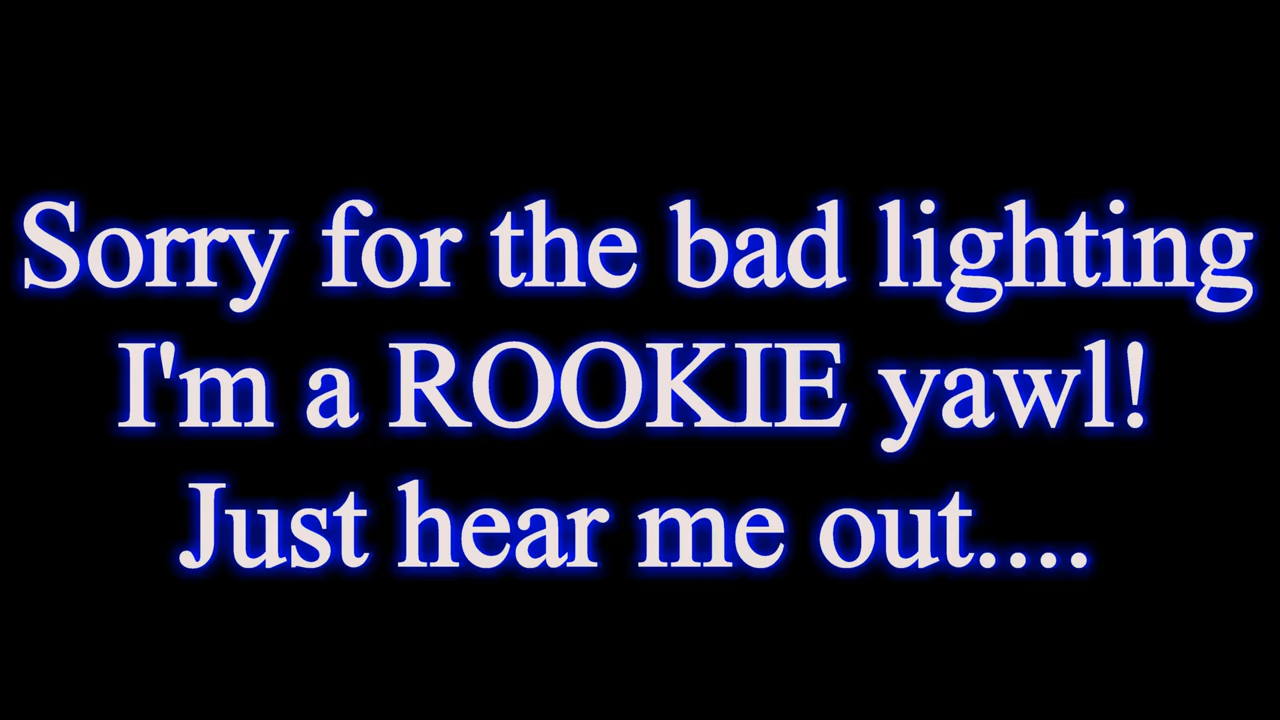 Sorry for the bad lighting
I'm a ROOKIE yawl!
Just hear me out....